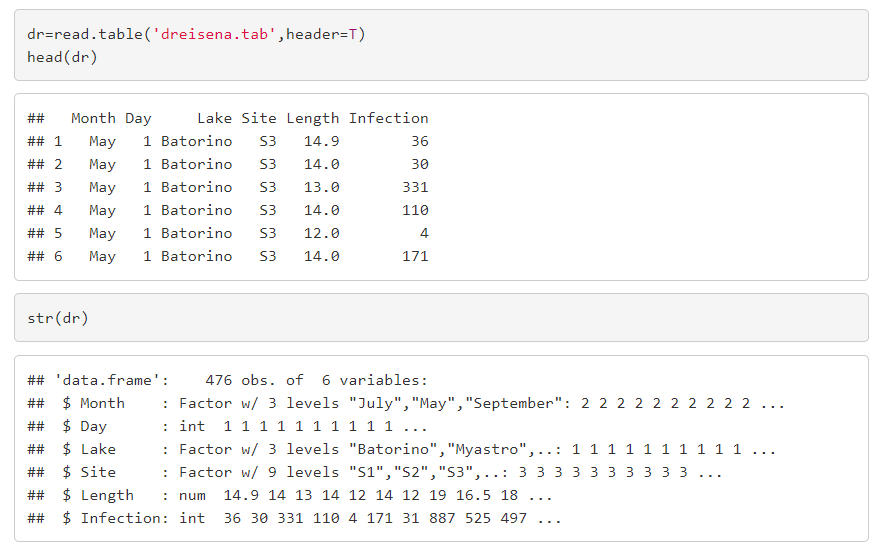 dr=read.table('dreisena.tab',header=T)
head(dr)
##   Month Day     Lake Site Length Infection
## 1   May   1 Batorino   S3   14.9        36
## 2   May   1 Batorino   S3   14.0        30
## 3   May   1 Batorino   S3   13.0       331
## 4   May   1 Batorino   S3   14.0       110
## 5   May   1 Batorino   S3   12.0         4
## 6   May   1 Batorino   S3   14.0       171
str(dr)
## 'data.frame':    476 obs. of  6 variables:
##  $ Month    : Factor w/ 3 levels "July","May","September": 2 2 2 2 2 2 2 2 2 2 ...
##  $ Day      : int  1 1 1 1 1 1 1 1 1 1 ...
##  $ Lake     : Factor w/ 3 levels "Batorino","Myastro",..: 1 1 1 1 1 1 1 1 1 1 ...
##  $ Site     : Factor w/ 9 levels "S1","S2","S3",..: 3 3 3 3 3 3 3 3 3 3 ...
##  $ Length   : num  14.9 14 13 14 12 14 12 19 16.5 18 ...
##  $ Infection: int  36 30 331 110 4 171 31 887 525 497 ...